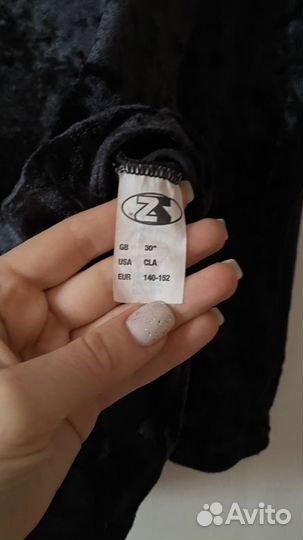 Z
GB 30"
USA CLA
EUR 140-152
Avito